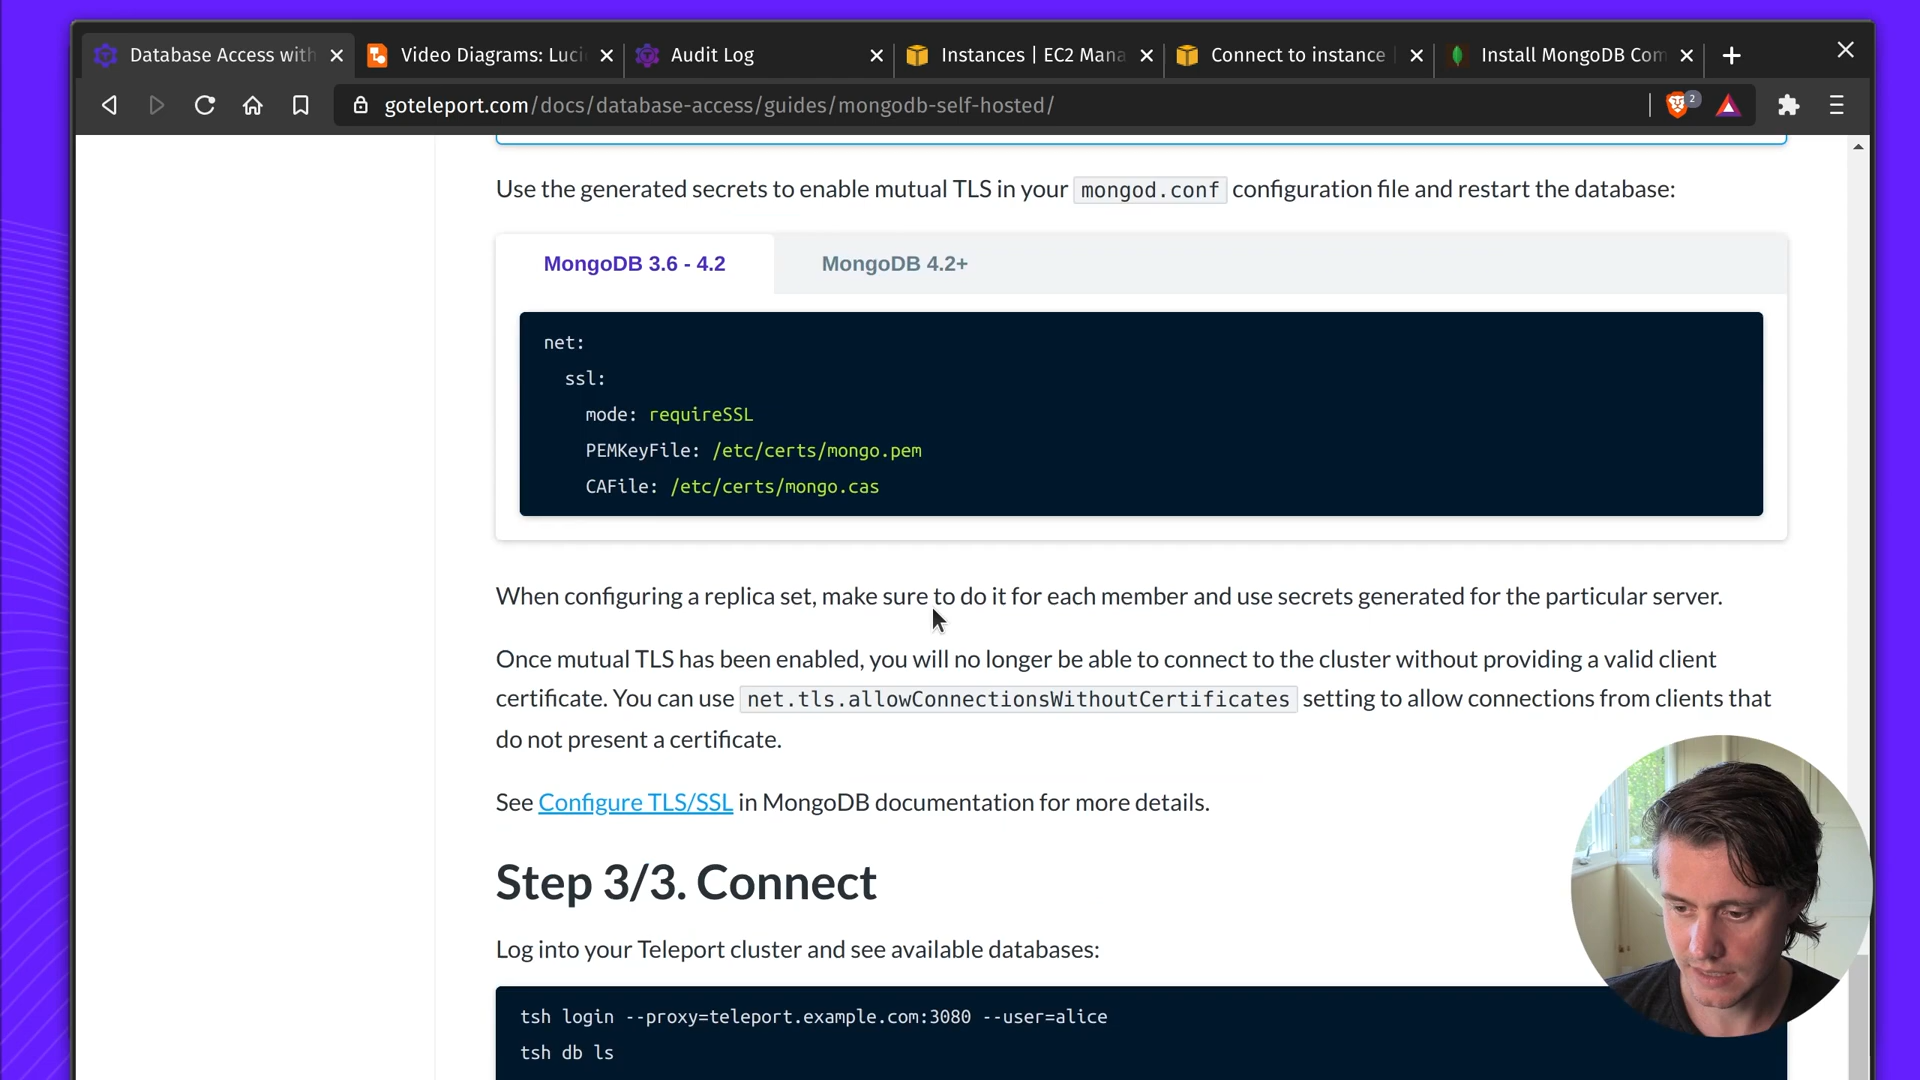 Database Access with
Video Diagrams: Luci
Audit Log
Instances | EC2 Mana
Connect to instance
Install MongoDB Com
goteleport.com/docs/database-access/guides/mongodb-self-hosted/
2
Use the generated secrets to enable mutual TLS in your mongod.conf configuration file and restart the database:
MongoDB 3.6 - 4.2
MongoDB 4.2+
net:
ssl:
mode: requireSSL
PEMKeyFile: /etc/certs/mongo.pem
CAFile: /etc/certs/mongo.cas
When configuring a replica set, make sure to do it for each member and use secrets generated for the particular server.
Once mutual TLS has been enabled, you will no longer be able to connect to the cluster without providing a valid client
certificate. You can use net.tls.allowConnectionsWithoutCertificates setting to allow connections from clients that
do not present a certificate.
See Configure TLS/SSL in MongoDB documentation for more details.
Step 3/3. Connect
Log into your Teleport cluster and see available databases:
tsh login --proxy=teleport.example.com:3080 --user=alice
tsh db ls